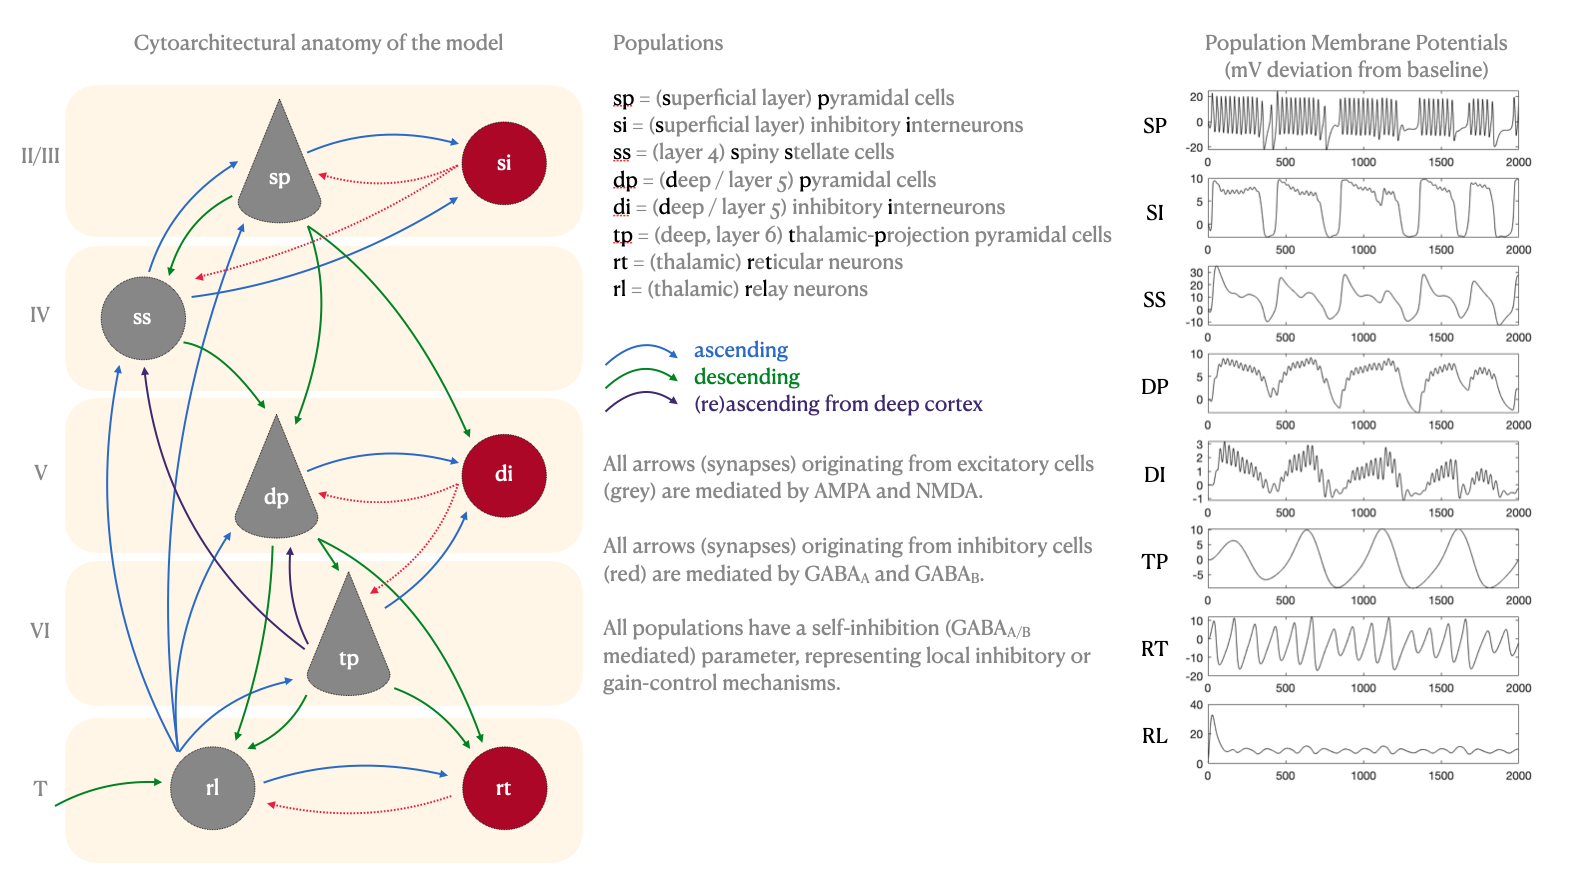 Cytoarchitectural anatomy of the model
II/III
IV
V
VI
T
sp
si
ss
dp
di
tp
rl
rt
Populations
sp = (superficial layer) pyramidal cells
si = (superficial layer) inhibitory interneurons
ss = (layer 4) spiny stellate cells
dp = (deep / layer 5) pyramidal cells
di = (deep / layer 5) inhibitory interneurons
tp = (deep, layer 6) thalamic-projection pyramidal cells
rt = (thalamic) reticular neurons
rl = (thalamic) relay neurons
ascending
descending
(re)ascending from deep cortex
All arrows (synapses) originating from excitatory cells
(grey) are mediated by AMPA and NMDA.
All arrows (synapses) originating from inhibitory cells
(red) are mediated by GABAA and GABAB.
All populations have a self-inhibition (GABAA/B
mediated) parameter, representing local inhibitory or
gain-control mechanisms.
Population Membrane Potentials
(mV deviation from baseline)
SP
20
0
-20
0 500 1000 1500 2000
SI
10
5
0
0 500 1000 1500 2000
SS
30
20
10
0
-10
0 500 1000 1500 2000
DP
10
5
0
0 500 1000 1500 2000
DI
3
2
1
0
-1
0 500 1000 1500 2000
TP
10
5
0
-5
0 500 1000 1500 2000
RT
10
0
-10
-20
0 500 1000 1500 2000
RL
40
20
0
0 500 1000 1500 2000